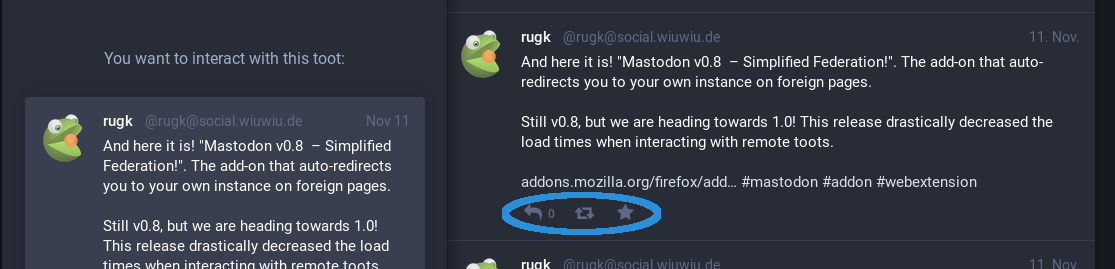 You want to interact with this toot:
rugk @rugk@social.wiuwiu.de Nov 11
And here it is! "Mastodon v0.8 – Simplified
Federation!". The add-on that auto-redirects
you to your own instance on foreign pages.
Still v0.8, but we are heading towards 1.0!
This release drastically decreased the load
times when interacting with remote toots.
rugk @rugk@social.wiuwiu.de 11. Nov.
And here it is! "Mastodon v0.8 – Simplified Federation!". The add-on that auto-
redirects you to your own instance on foreign pages.
Still v0.8, but we are heading towards 1.0! This release drastically decreased the
load times when interacting with remote toots.
addons.mozilla.org/firefox/add… #mastodon #addon #webextension
0
rugk @rugk@social.wiuwiu.de 11. Nov.